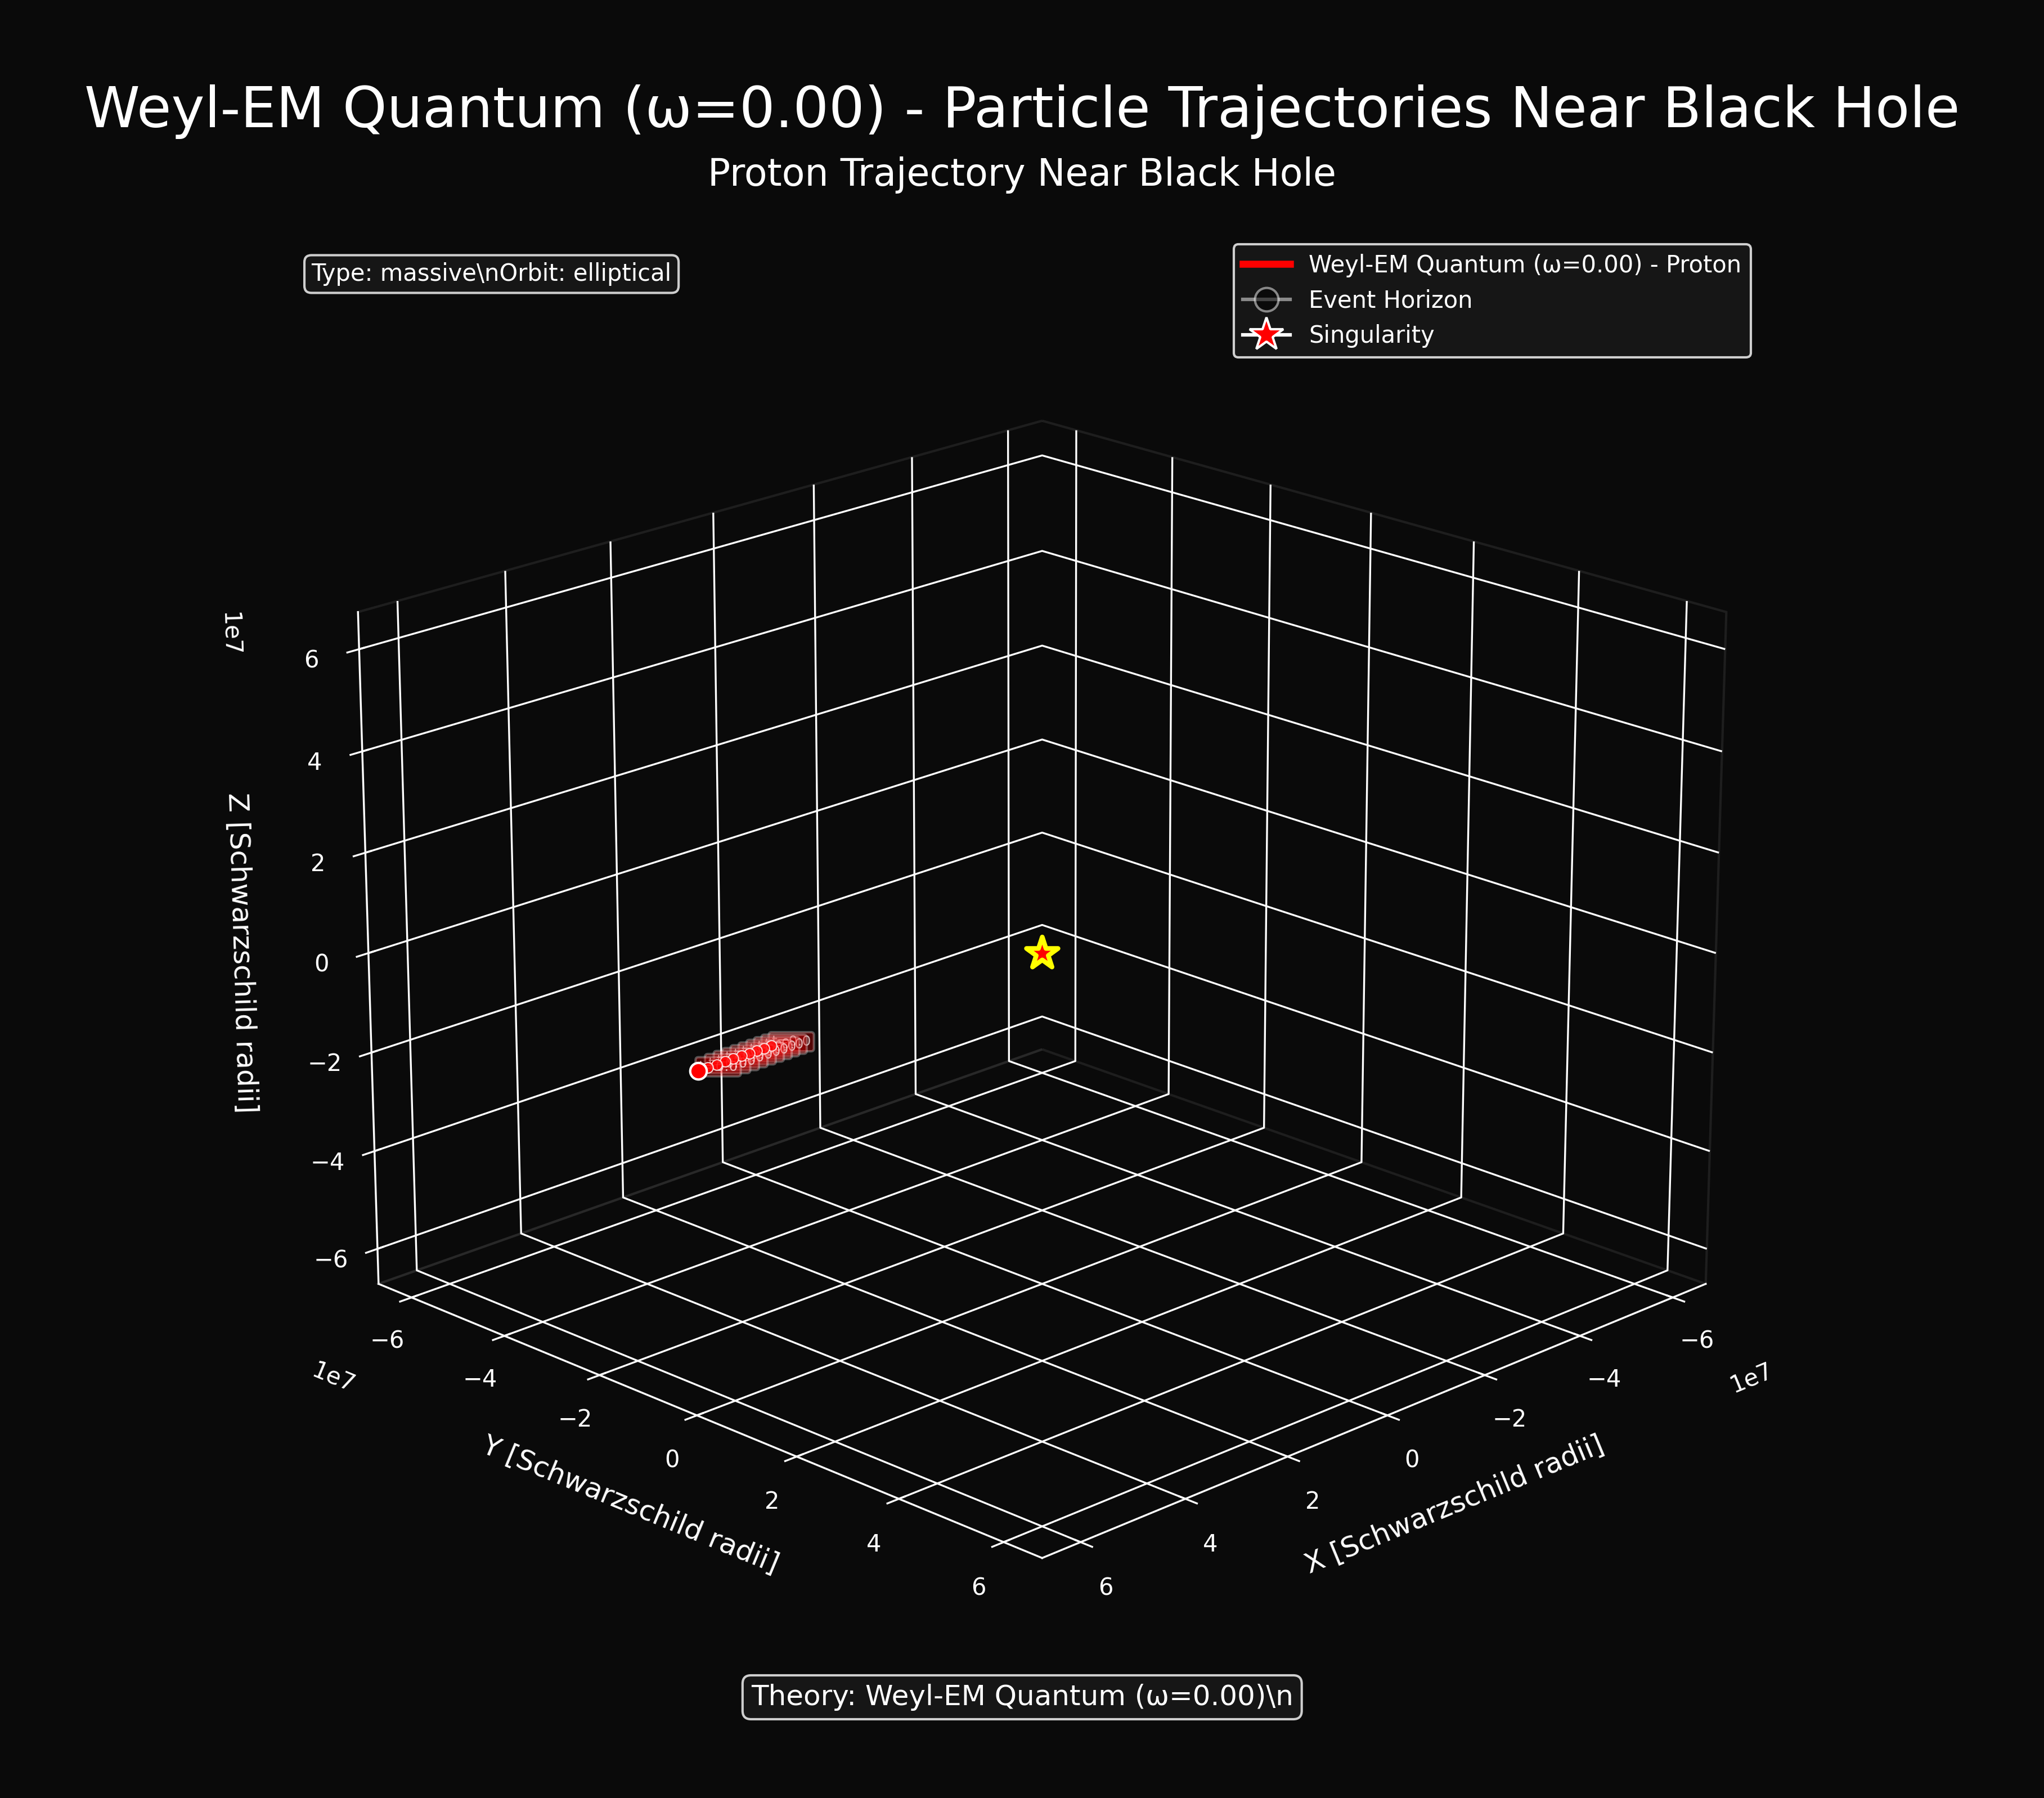 Weyl-EM Quantum (ω=0.00) - Particle Trajectories Near Black Hole
Proton Trajectory Near Black Hole
Type: massive\nOrbit: elliptical
Weyl-EM Quantum (ω=0.00) - Proton
Event Horizon
Singularity
1e7
6
4
2
0
−2
−4
−6
Z [Schwarzschild radii]
−6
−4
−2
0
2
4
6
1e7
Y [Schwarzschild radii]
6
4
2
0
−2
−4
−6
1e7
X [Schwarzschild radii]
Theory: Weyl-EM Quantum (ω=0.00)\n